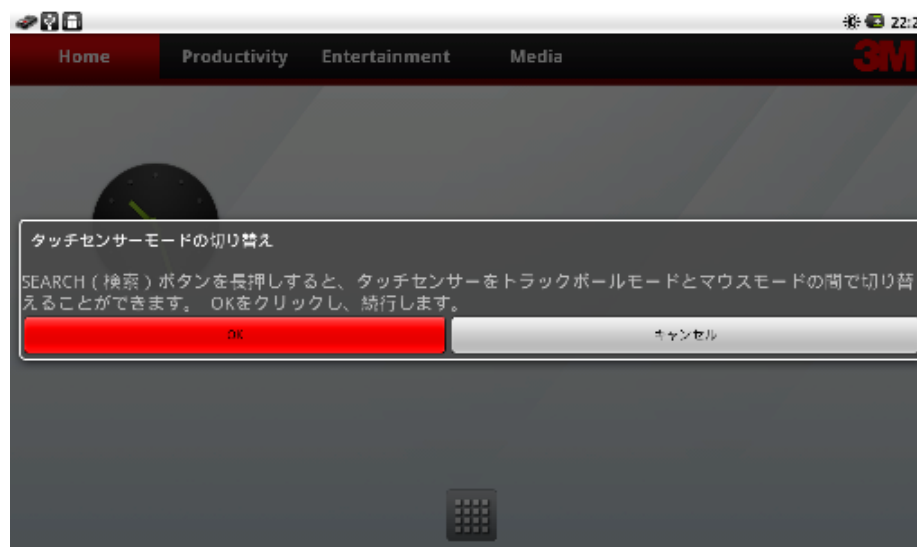 22:2
Home Productivity Entertainment Media 3M
タッチセンサーモードの切り替え
SEARCH ( 検索 ) ボタンを長押しすると、タッチセンサーをトラックボールモードとマウスモードの間で切り替
えることができます。 OKをクリックし、続行します。
OK キャンセル